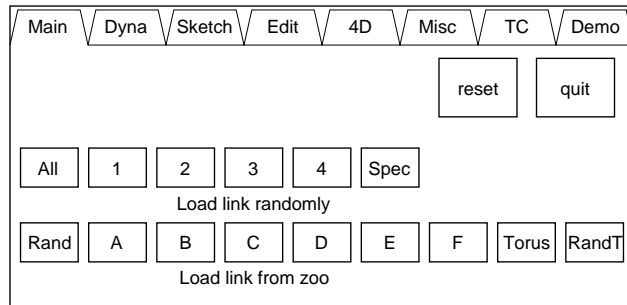 Main Dyna Sketch Edit 4D Misc TC Demo
reset quit
All 1 2 3 4 Spec
Load link randomly
Rand A B C D E F Torus RandT
Load link from zoo